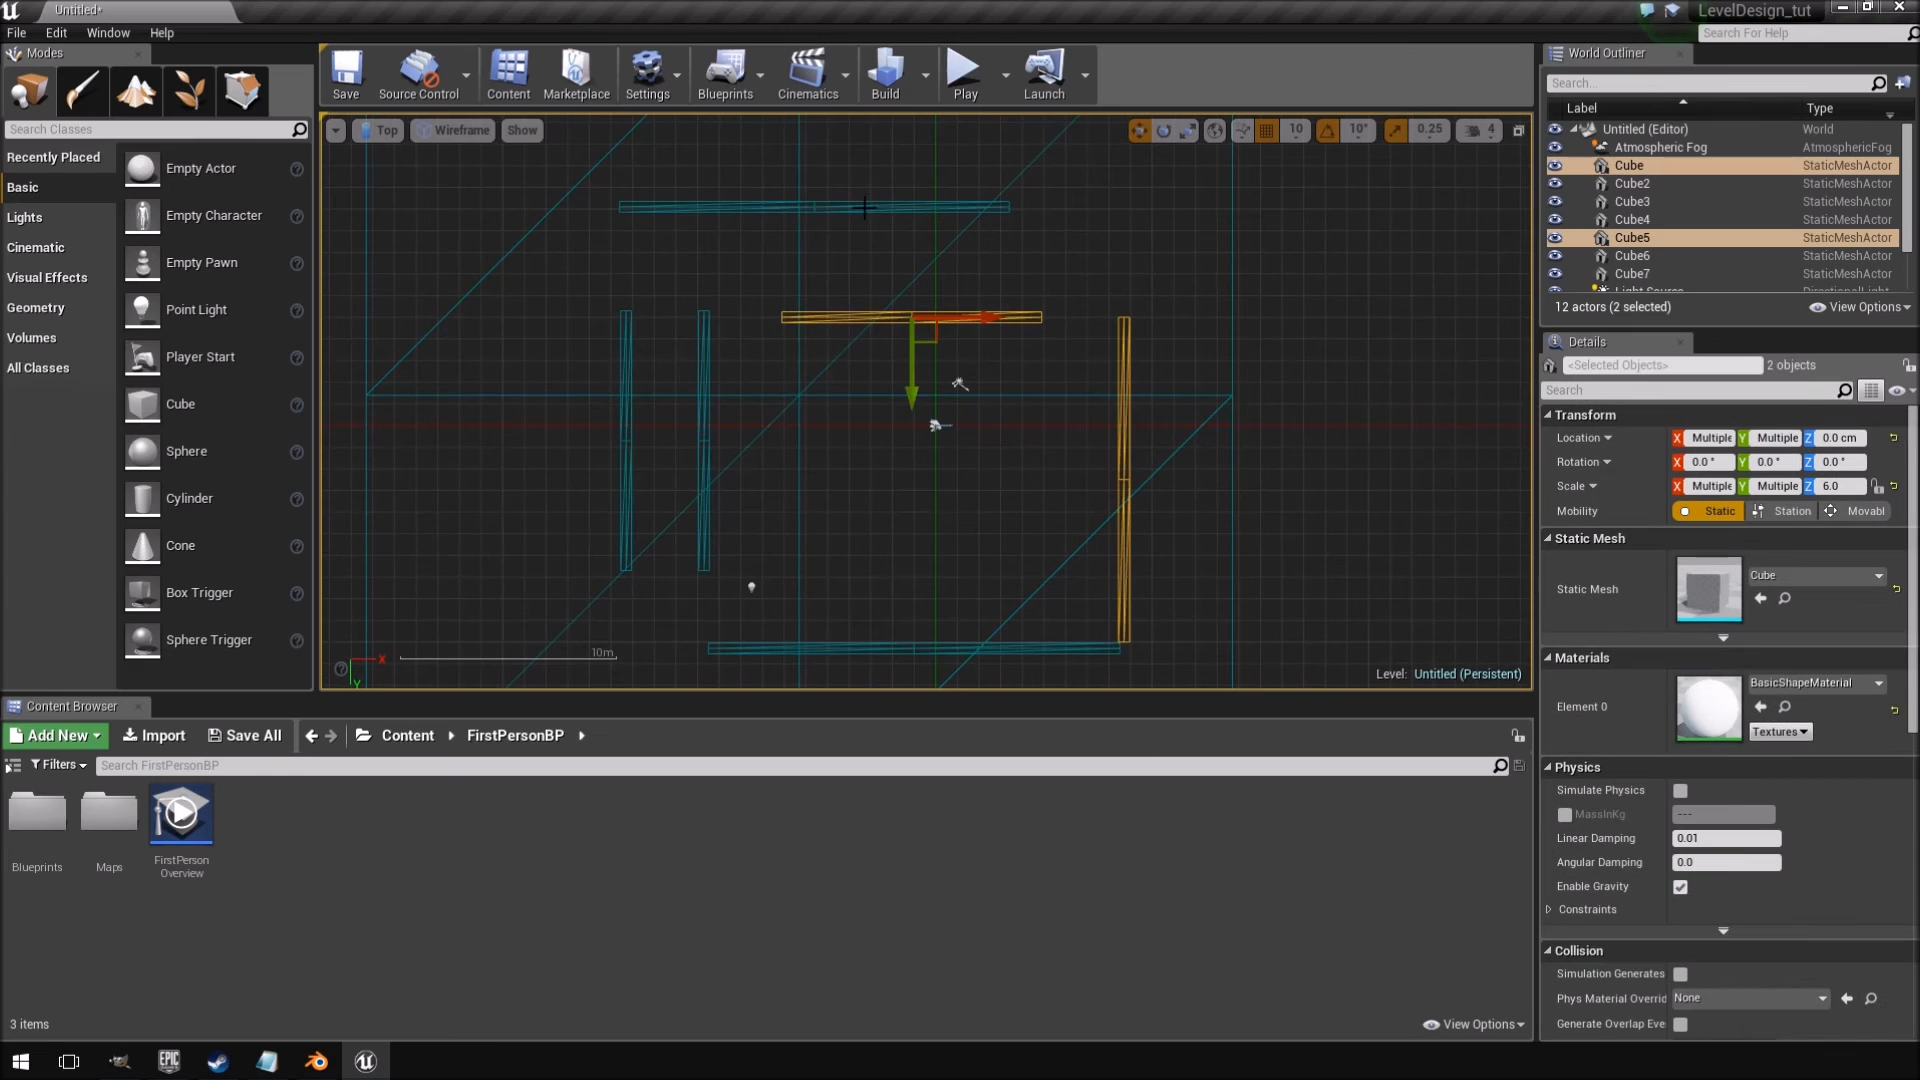 Untitled*
LevelDesign_tut
File Edit Window Help
Search For Help
Modes
Search Classes
Recently Placed
Basic
Lights
Cinematic
Visual Effects
Geometry
Volumes
All Classes
Empty Actor
Empty Character
Empty Pawn
Point Light
Player Start
Cube
Sphere
Cylinder
Cone
Box Trigger
Sphere Trigger
Save
Source Control
Content
Marketplace
Settings
Blueprints
Cinematics
Build
Play
Launch
Top Wireframe Show
10 10° 0.25 4
10m
X
Y
Level: Untitled (Persistent)
World Outliner
Search...
Label Type
Untitled (Editor) World
Atmospheric Fog AtmosphericFog
Cube StaticMeshActor
Cube2 StaticMeshActor
Cube3 StaticMeshActor
Cube4 StaticMeshActor
Cube5 StaticMeshActor
Cube6 StaticMeshActor
Cube7 StaticMeshActor
Light Source DirectionalLight
12 actors (2 selected) View Options
Details
<Selected Objects> 2 objects
Search
Transform
Location X Multiple Y Multiple Z 0.0 cm
Rotation X 0.0 ° Y 0.0 ° Z 0.0 °
Scale X Multiple Y Multiple Z 6.0
Mobility Static Station Movabl
Static Mesh
Static Mesh Cube
Materials
Element 0 BasicShapeMaterial
Textures
Physics
Simulate Physics
MassInKg ---
Linear Damping 0.01
Angular Damping 0.0
Enable Gravity
Constraints
Collision
Simulation Generates
Phys Material Overrid None
Generate Overlap Eve
Content Browser
Add New Import Save All Content FirstPersonBP
Filters Search FirstPersonBP
Blueprints
Maps
FirstPerson
Overview
3 items View Options
EPIC
GAMES